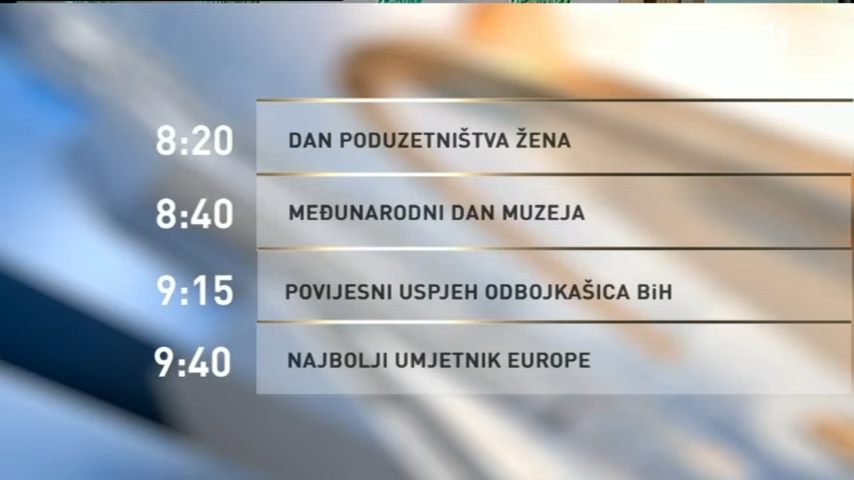 8:20 DAN PODUZETNIŠTVA ŽENA
8:40 MEĐUNARODNI DAN MUZEJA
9:15 POVIJESNI USPJEH ODBOJKAŠICA BiH
9:40 NAJBOLJI UMJETNIK EUROPE